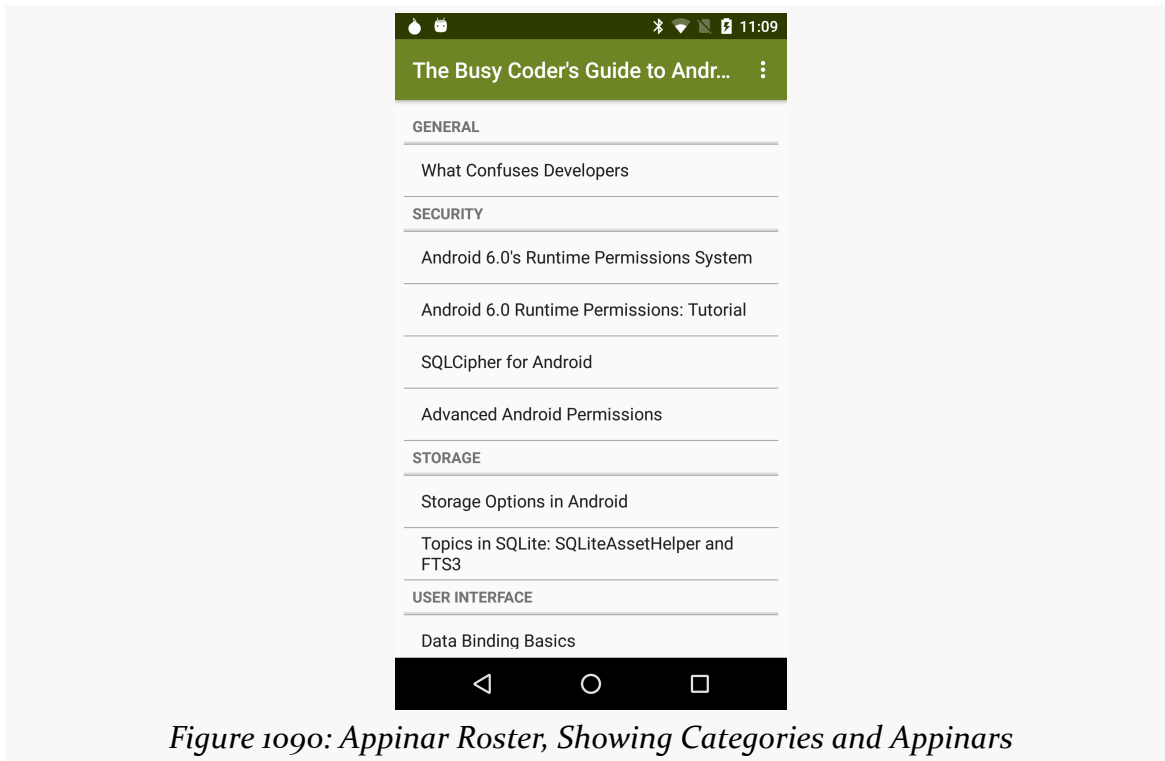 11:09
The Busy Coder's Guide to Andr...
GENERAL
What Confuses Developers
SECURITY
Android 6.0's Runtime Permissions System
Android 6.0 Runtime Permissions: Tutorial
SQLCipher for Android
Advanced Android Permissions
STORAGE
Storage Options in Android
Topics in SQLite: SQLiteAssetHelper and
FTS3
USER INTERFACE
Data Binding Basics
Figure 1090: Appinar Roster, Showing Categories and Appinars